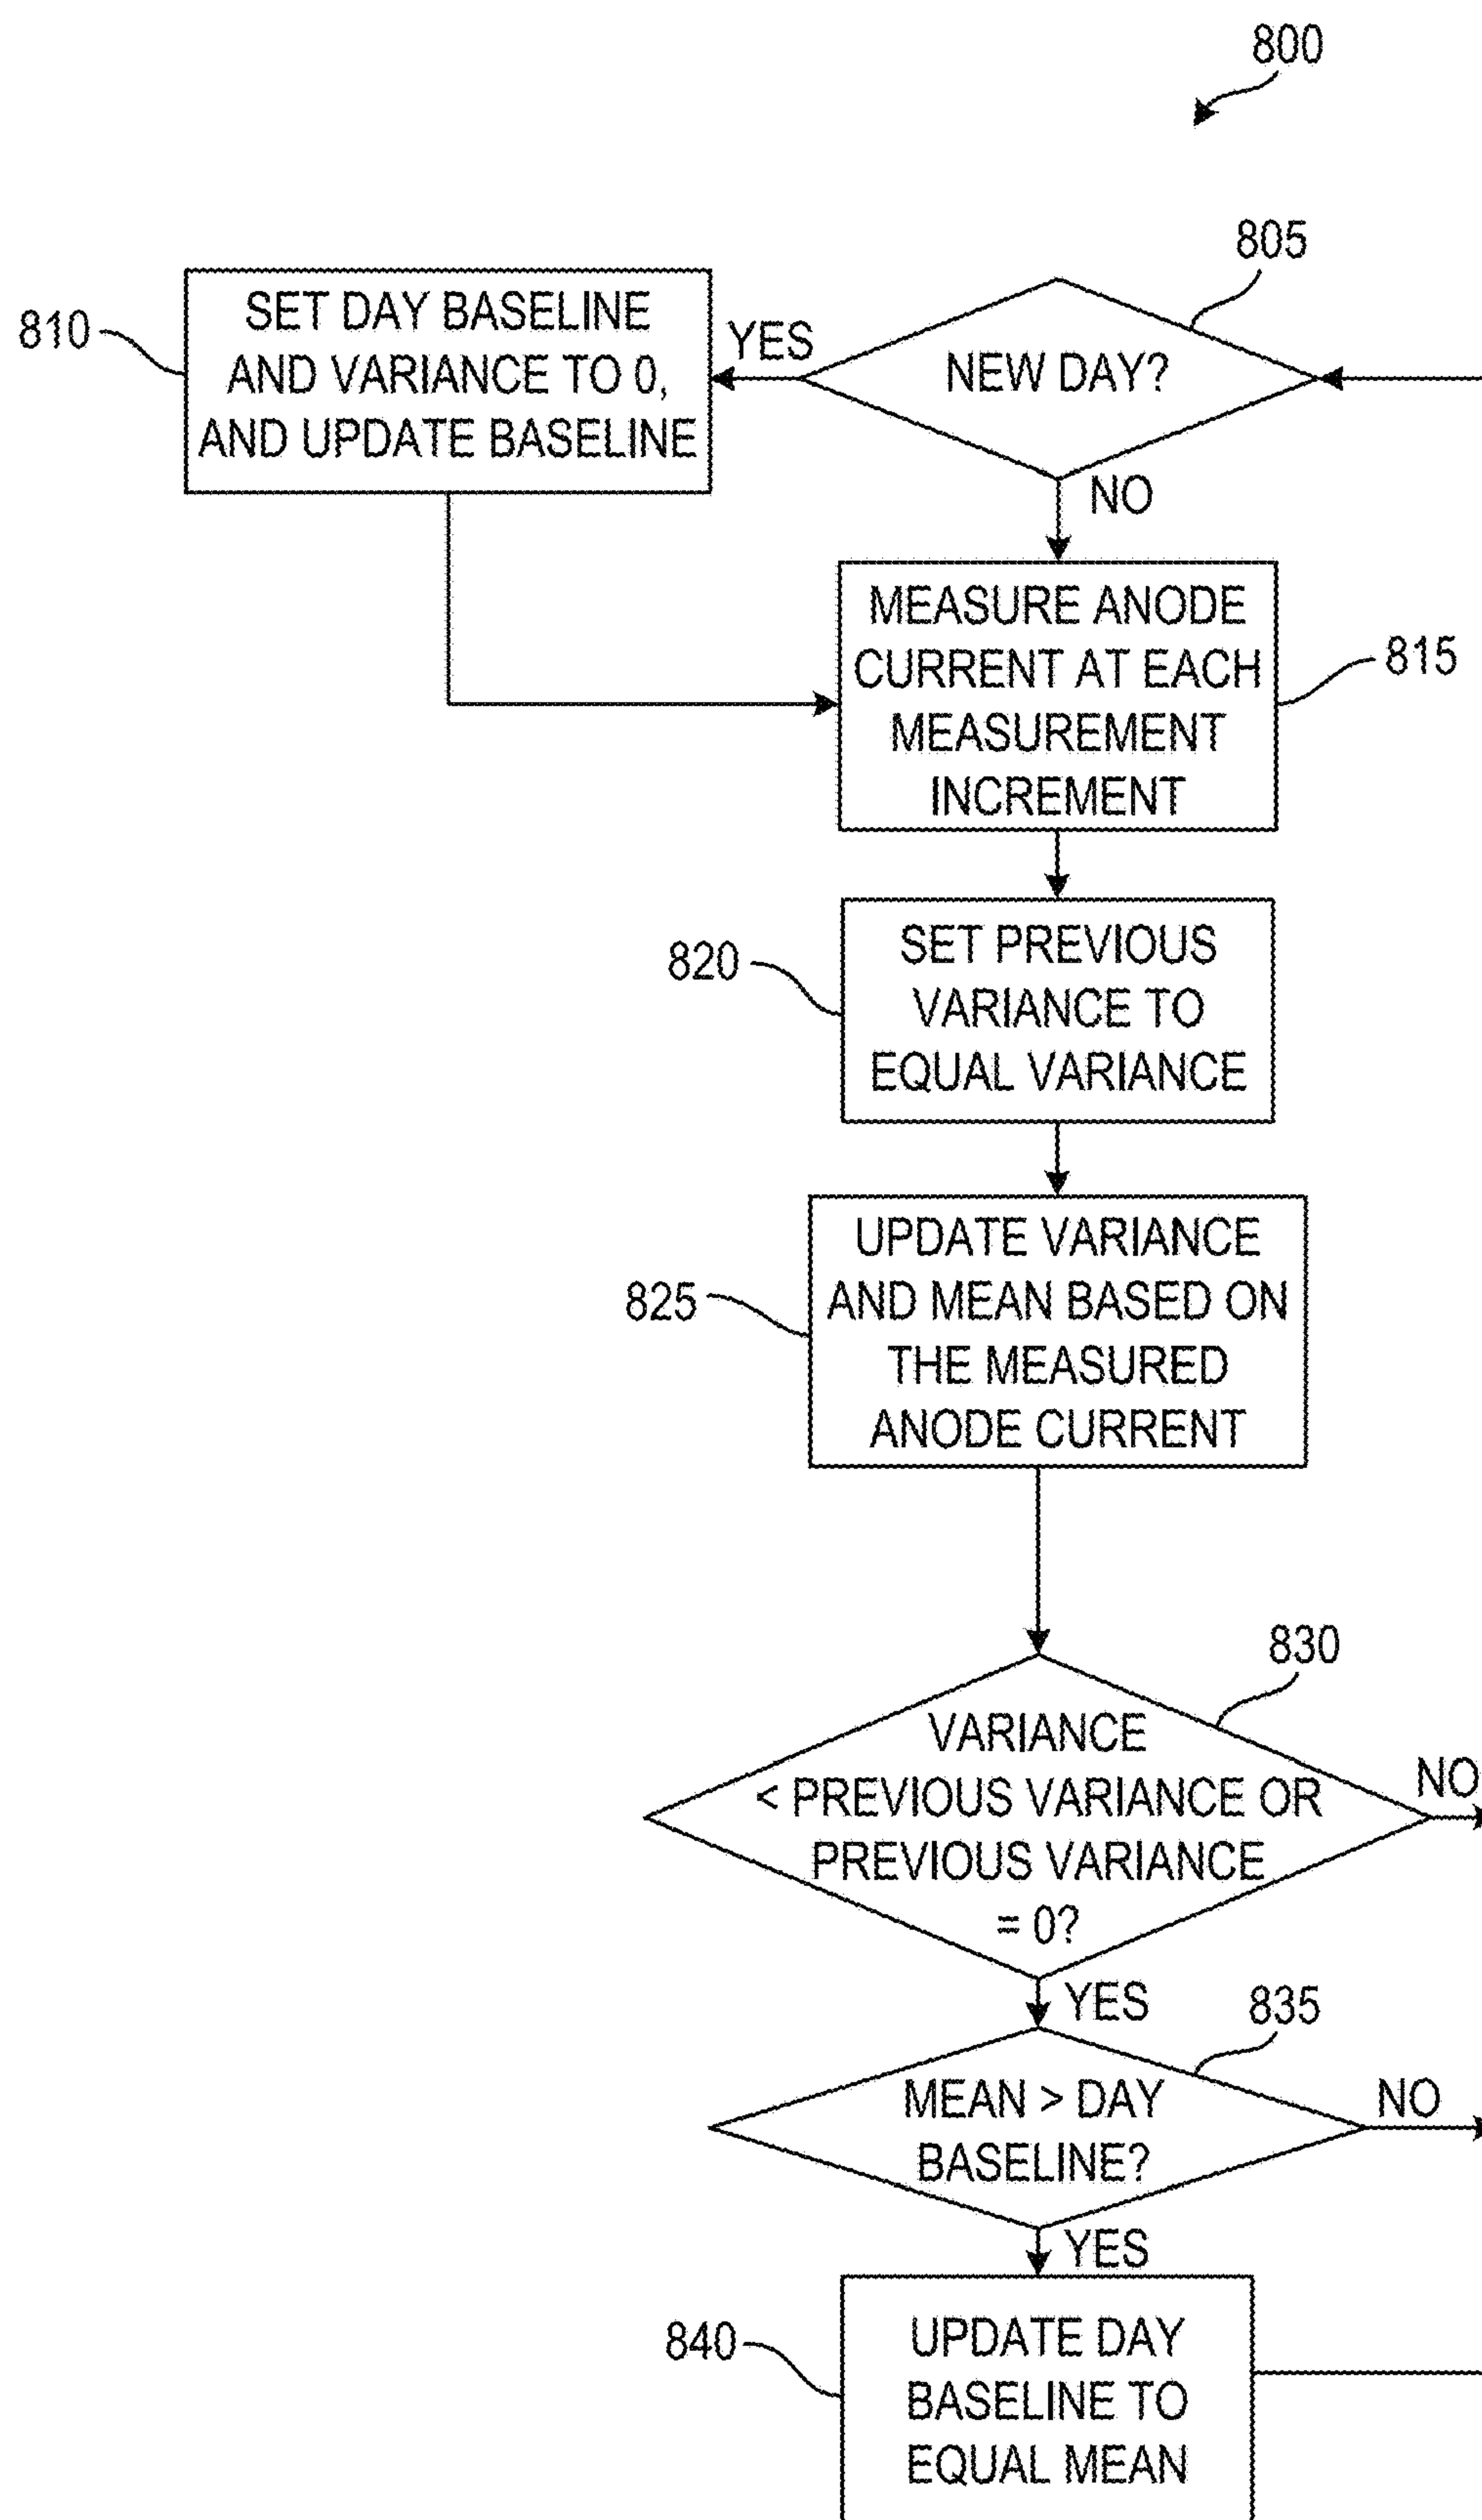 800
805
810
SET DAY BASELINE
AND VARIANCE TO 0,
AND UPDATE BASELINE
YES
NEW DAY?
NO
MEASURE ANODE
CURRENT AT EACH
MEASUREMENT
INCREMENT
815
820
SET PREVIOUS
VARIANCE TO
EQUAL VARIANCE
825
UPDATE VARIANCE
AND MEAN BASED ON
THE MEASURED
ANODE CURRENT
830
VARIANCE
< PREVIOUS VARIANCE OR
PREVIOUS VARIANCE
= 0?
NO
YES
835
MEAN > DAY
BASELINE?
NO
YES
840
UPDATE DAY
BASELINE TO
EQUAL MEAN